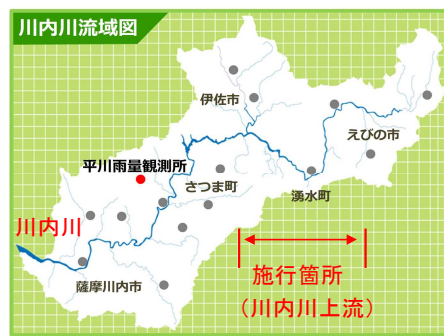 川内川流域図
伊佐市
えびの市
平川雨量観測所
さつま町
湧水町
川内川
施行箇所
（川内川上流）
薩摩川内市